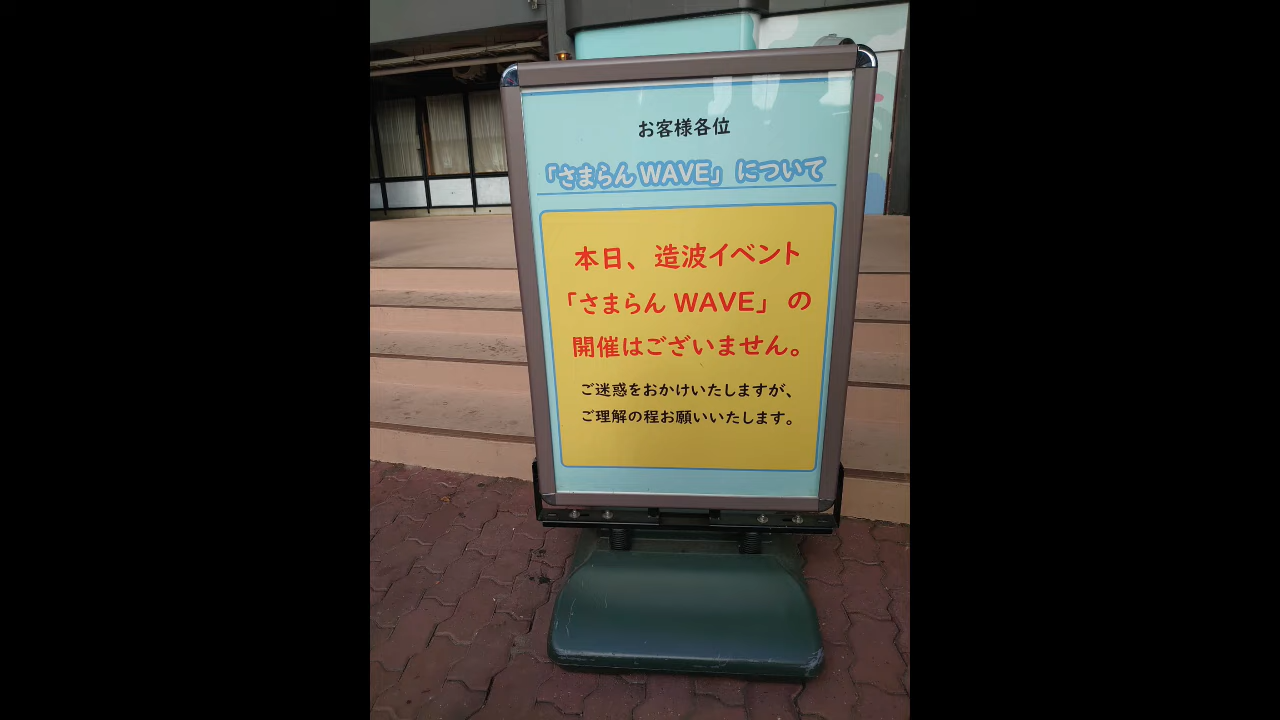 お客様各位
「さまらん WAVE」について
本日、造波イベント
「さまらん WAVE」の
開催はございません。
ご迷惑をおかけいたしますが、
ご理解の程お願いいたします。